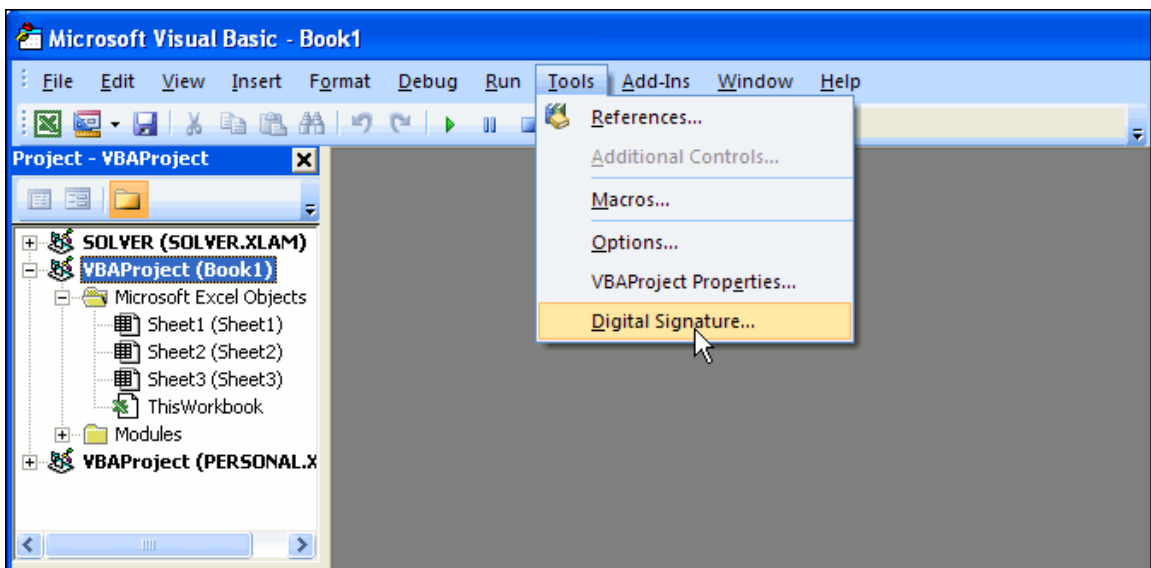 Microsoft Visual Basic - Book1
File Edit View Insert Format Debug Run Tools Add-Ins Window Help
References...
Additional Controls...
Macros...
Options...
VBAProject Properties...
Digital Signature...
Project - VBAProject
SOLVER (SOLVER.XLAM)
VBAProject (Book1)
Microsoft Excel Objects
Sheet1 (Sheet1)
Sheet2 (Sheet2)
Sheet3 (Sheet3)
ThisWorkbook
Modules
VBAProject (PERSONAL.X